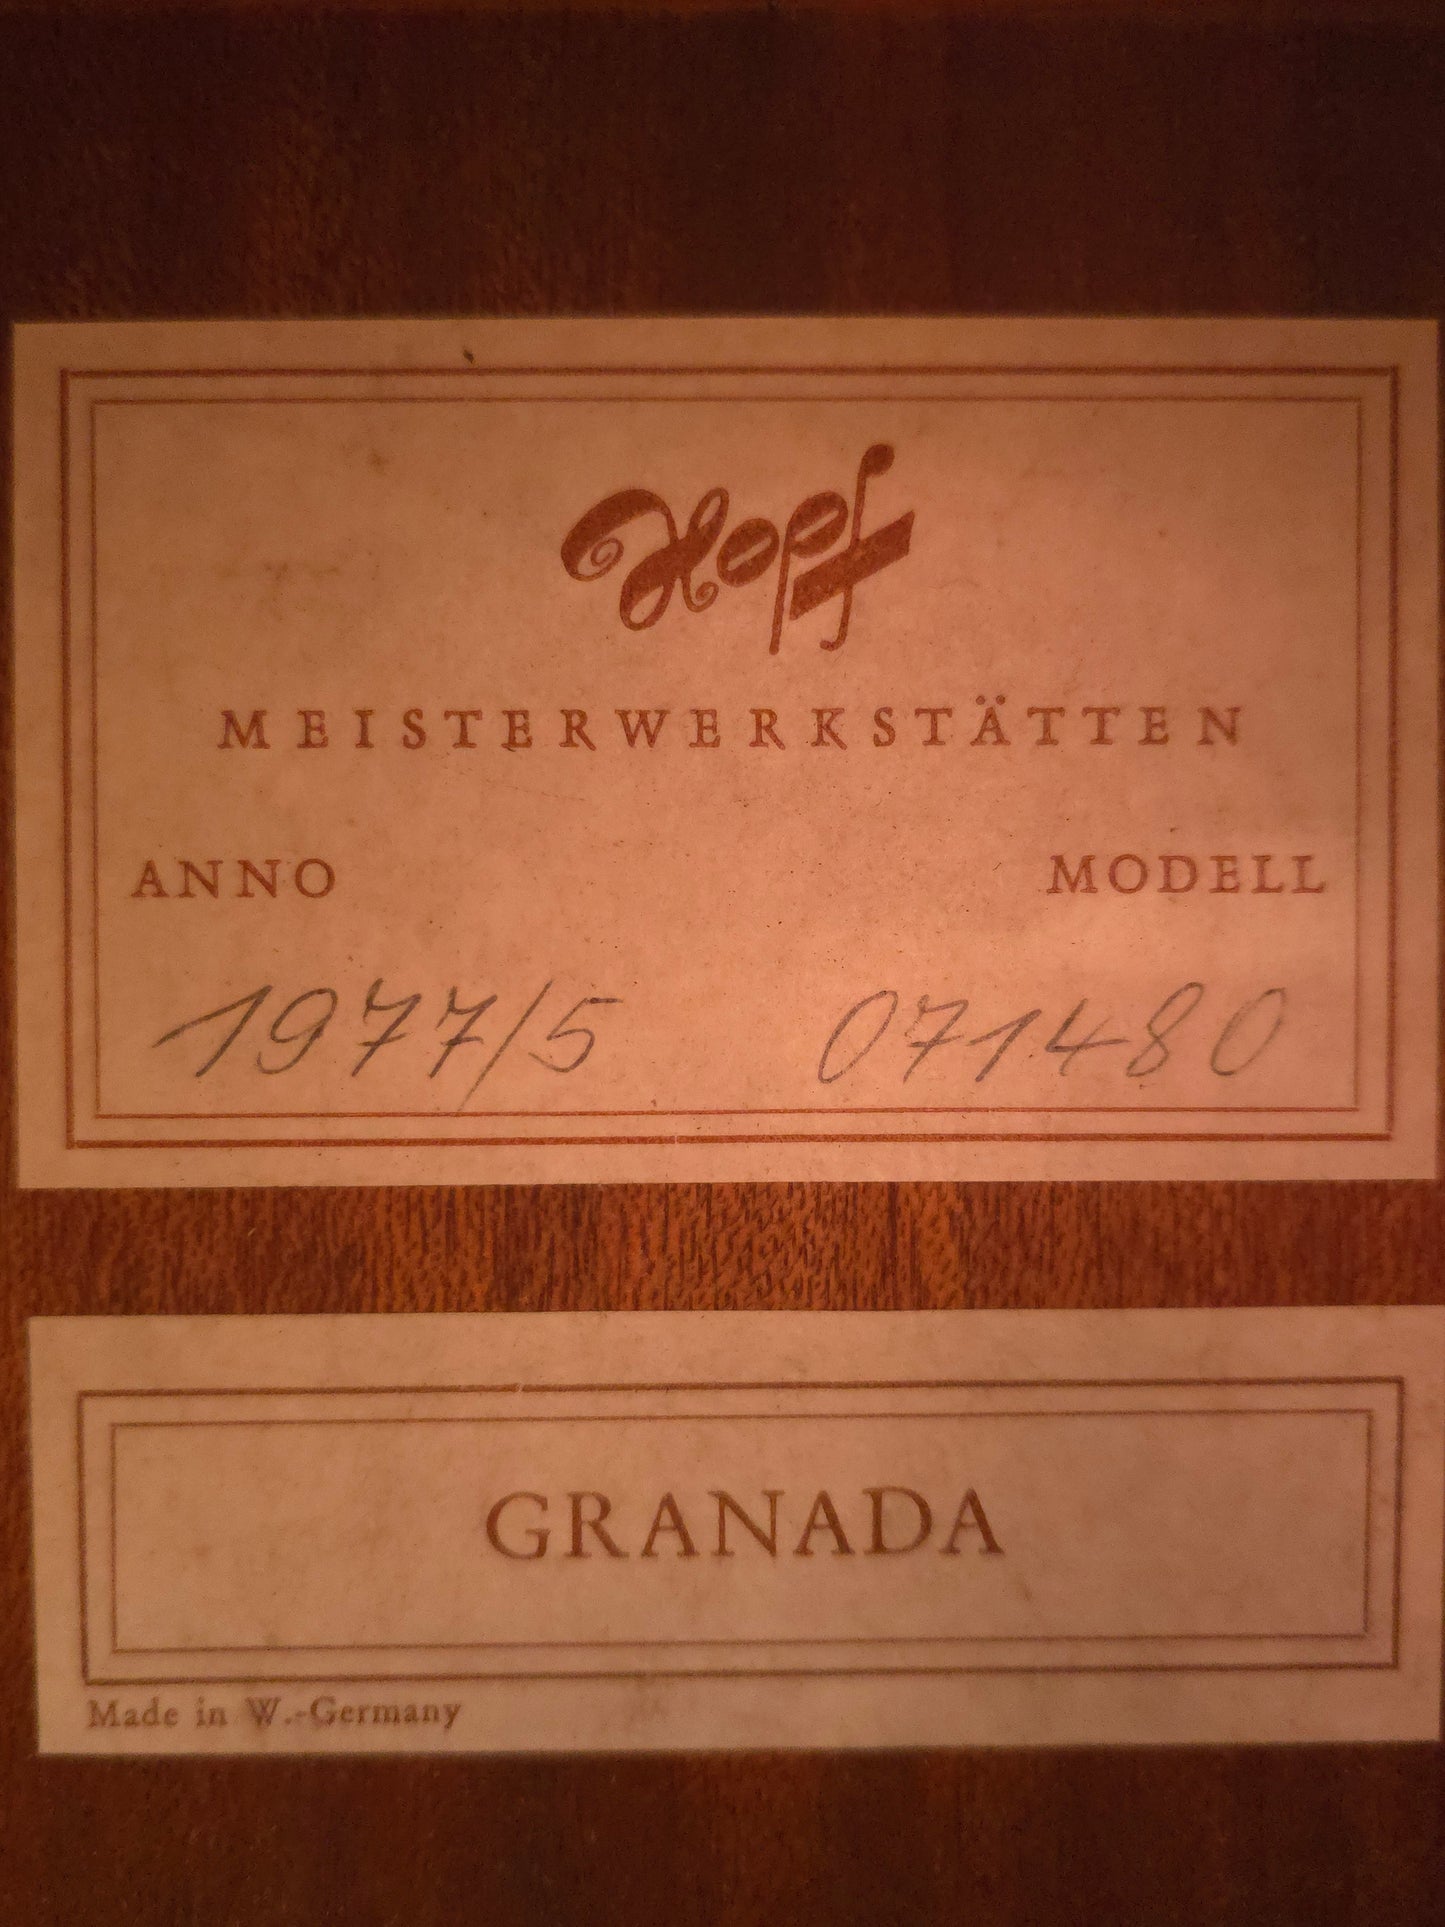 Hopf
MEISTERWERKSTÄTTEN
ANNO MODELL
1977/5 071480
GRANADA
Made in W.-Germany